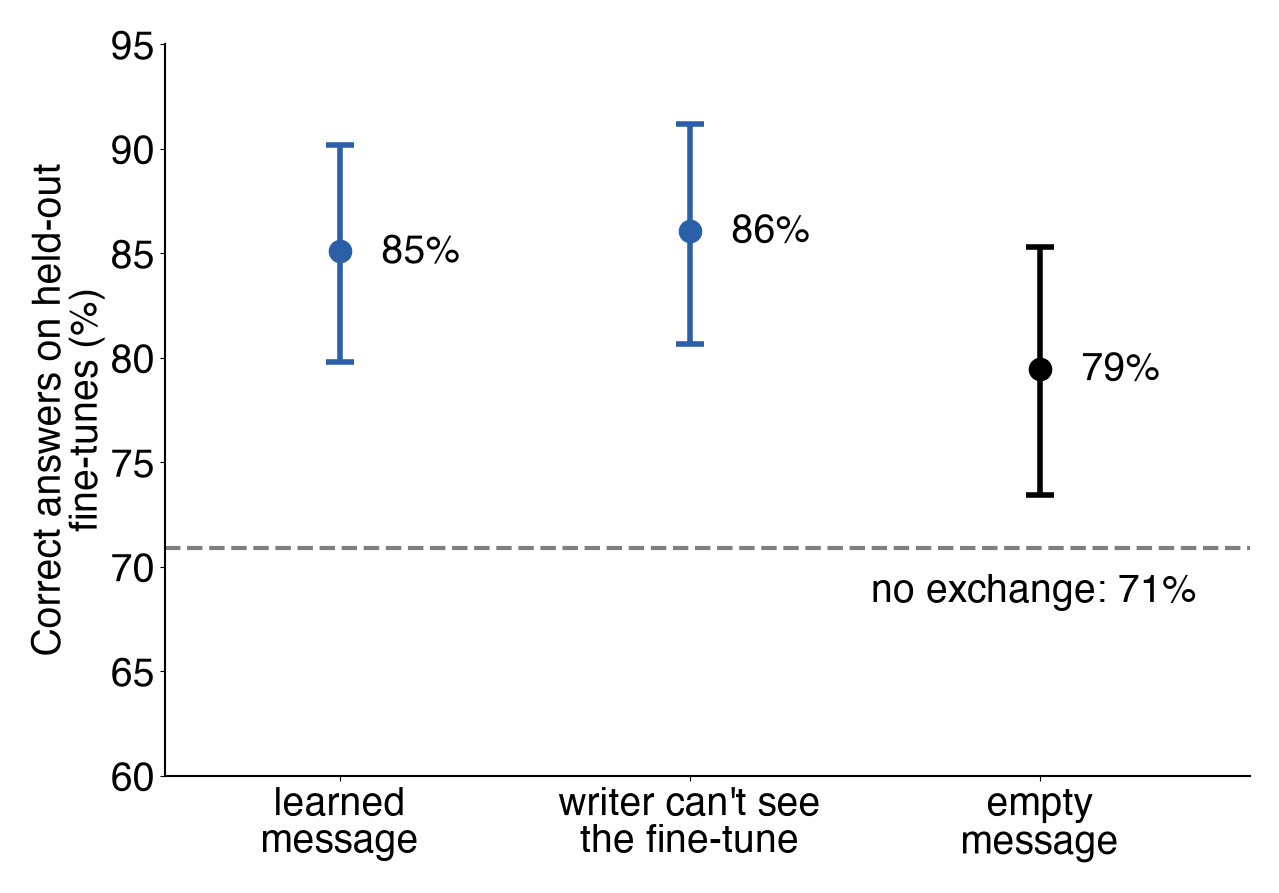 Correct answers on held-out
fine-tunes (%)
95
90
85
80
75
70
65
60
85%
86%
79%
no exchange: 71%
learned
message
writer can't see
the fine-tune
empty
message